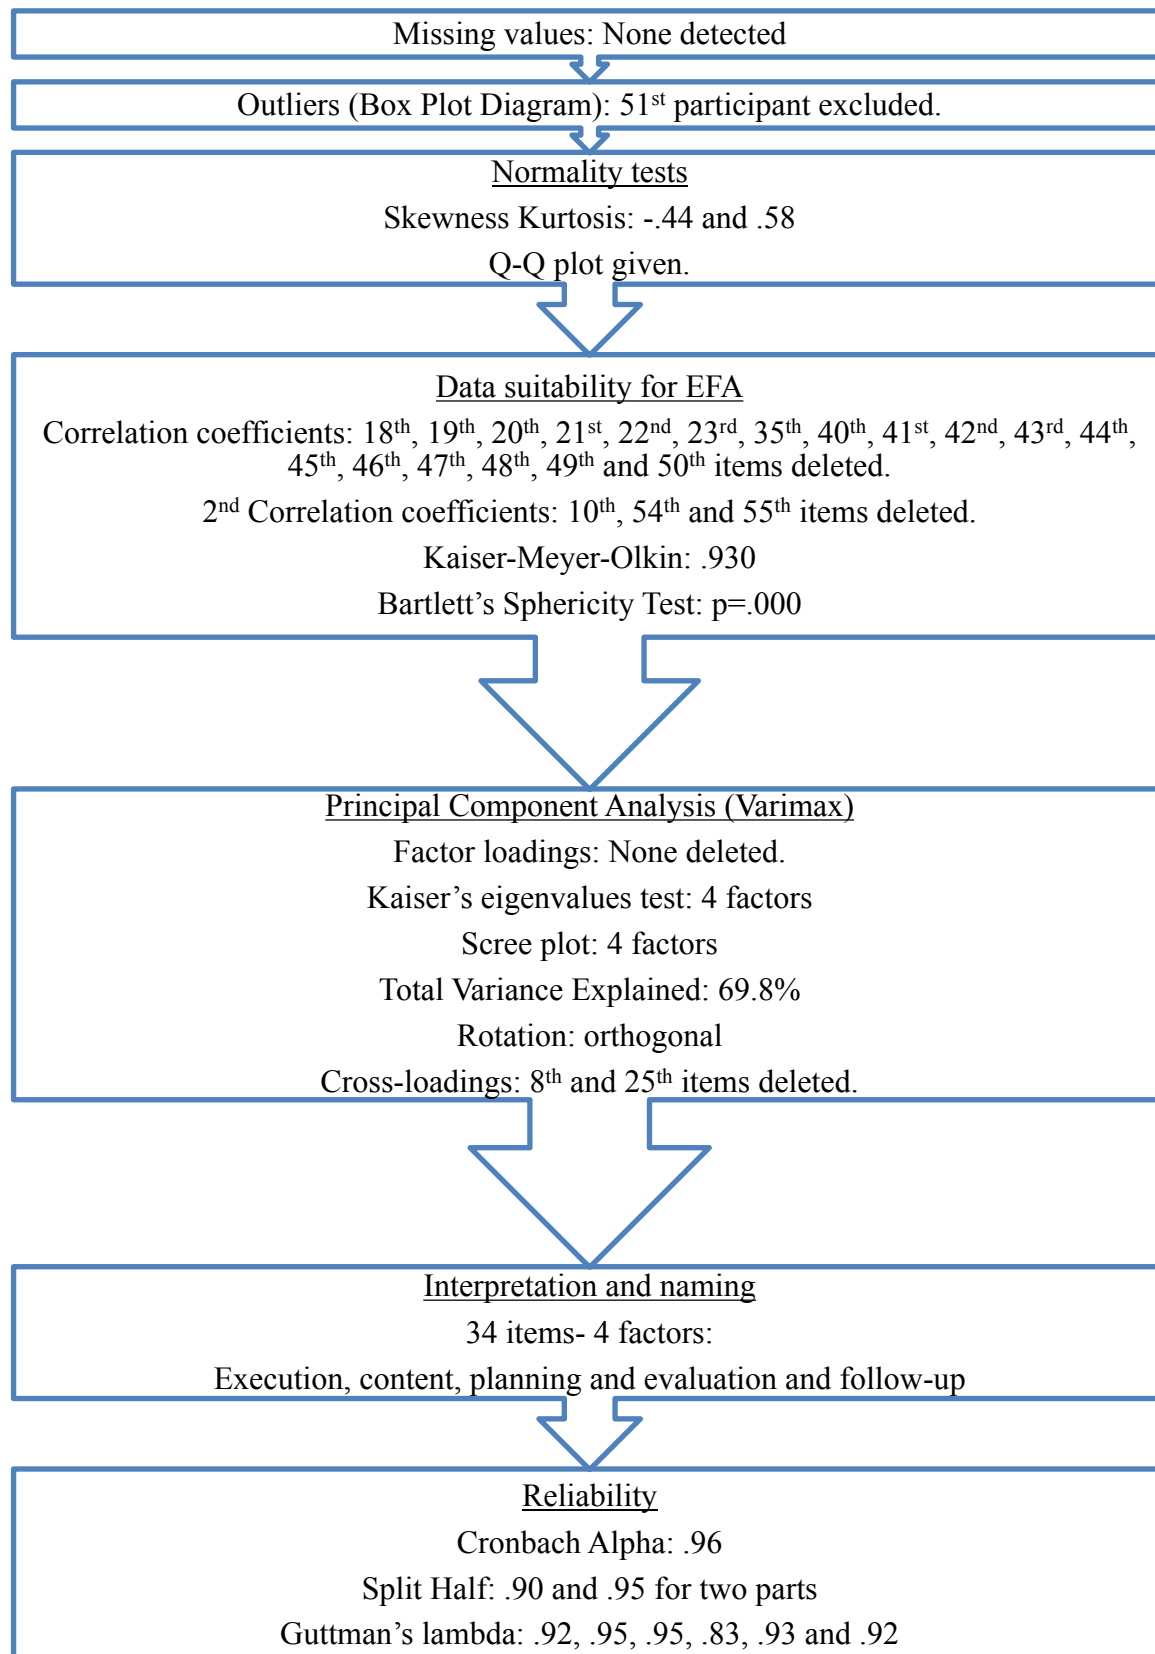 Missing values: None detected
Outliers (Box Plot Diagram): 51st participant excluded.
Normality tests
Skewness Kurtosis: -.44 and .58
Q-Q plot given.
Data suitability for EFA
Correlation coefficients: 18th, 19th, 20th, 21st, 22nd, 23rd, 35th, 40th, 41st, 42nd, 43rd, 44th,
45th, 46th, 47th, 48th, 49th and 50th items deleted.
2nd Correlation coefficients: 10th, 54th and 55th items deleted.
Kaiser-Meyer-Olkin: .930
Bartlett’s Sphericity Test: p=.000
Principal Component Analysis (Varimax)
Factor loadings: None deleted.
Kaiser’s eigenvalues test: 4 factors
Scree plot: 4 factors
Total Variance Explained: 69.8%
Rotation: orthogonal
Cross-loadings: 8th and 25th items deleted.
Interpretation and naming
34 items- 4 factors:
Execution, content, planning and evaluation and follow-up
Reliability
Cronbach Alpha: .96
Split Half: .90 and .95 for two parts
Guttman’s lambda: .92, .95, .95, .83, .93 and .92